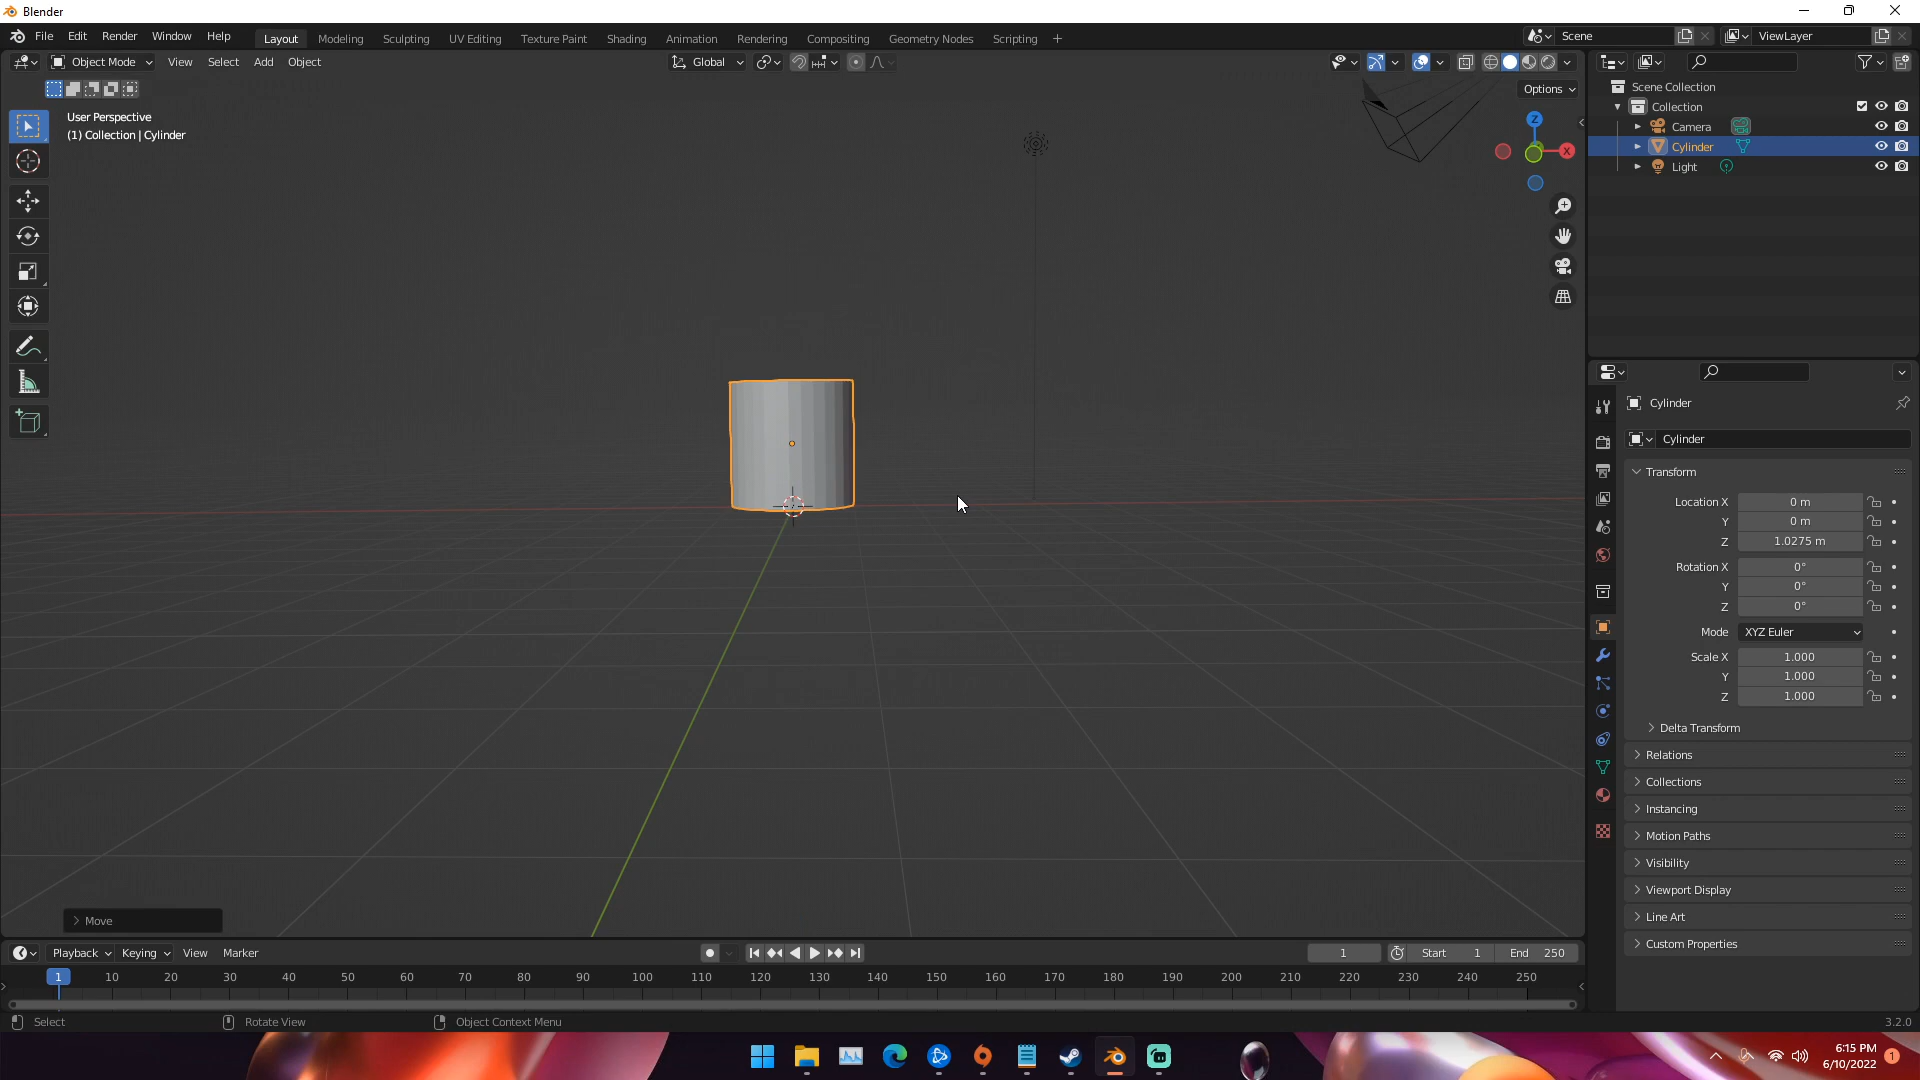 Blender
File Edit Render Window Help Layout Modeling Sculpting UV Editing Texture Paint Shading Animation Rendering Compositing Geometry Nodes Scripting + Scene ViewLayer
Object Mode View Select Add Object Global
Options
User Perspective
(1) Collection | Cylinder
Z
X
Scene Collection
Collection
Camera
Cylinder
Light
Cylinder
Cylinder
Transform
Location X 0 m
Y 0 m
Z 1.0275 m
Rotation X 0°
Y 0°
Z 0°
Mode XYZ Euler
Scale X 1.000
Y 1.000
Z 1.000
Delta Transform
Relations
Collections
Instancing
Motion Paths
Visibility
Viewport Display
Line Art
Custom Properties
Move
Playback Keying View Marker 1 Start 1 End 250
1 10 20 30 40 50 60 70 80 90 100 110 120 130 140 150 160 170 180 190 200 210 220 230 240 250
Select Rotate View Object Context Menu 3.2.0
6:15 PM
6/10/2022
1